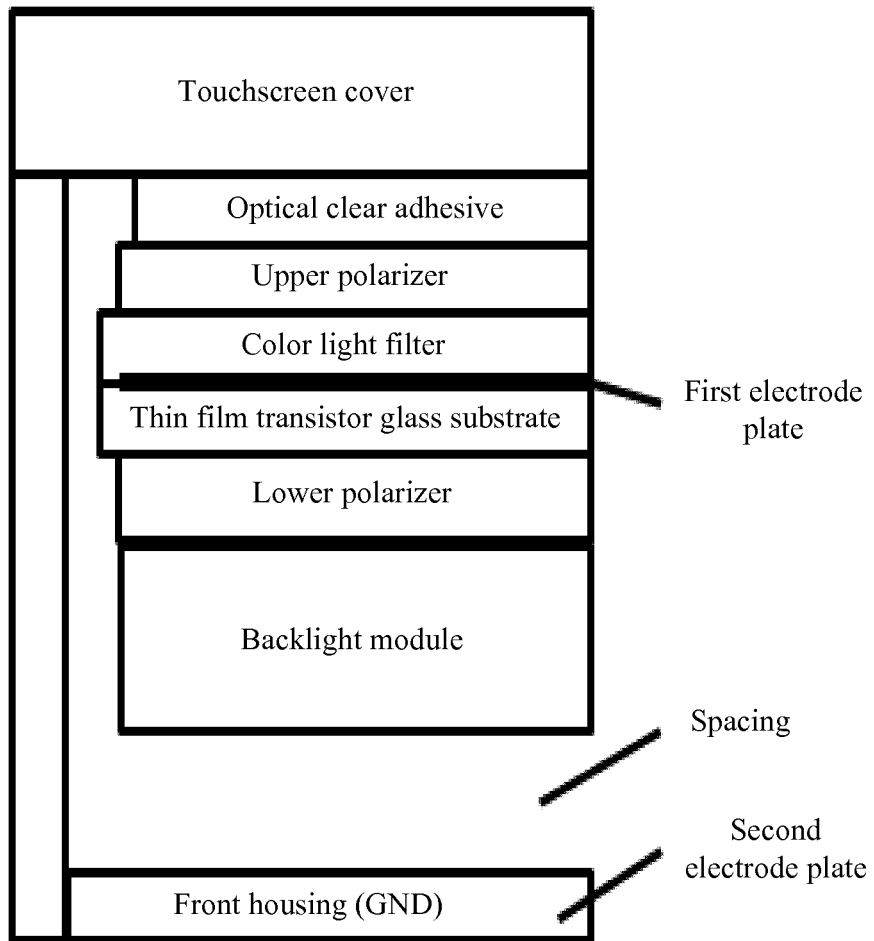 Touchscreen cover
Optical clear adhesive
Upper polarizer
Color light filter
First electrode
plate
Thin film transistor glass substrate
Lower polarizer
Backlight module
Spacing
Second
electrode plate
Front housing (GND)